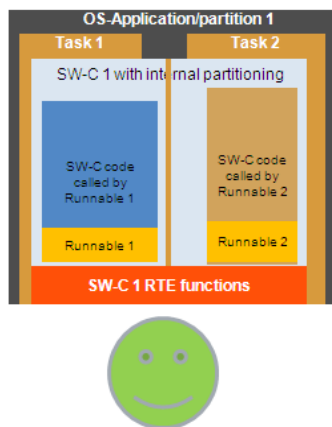 OS-Application/partition 1
Task 1
Task 2
SW-C 1 with internal partitioning
SW-C code
called by
Runnable 1
SW-C code
called by
Runnable 2
Runnable 1
Runnable 2
SW-C 1 RTE functions